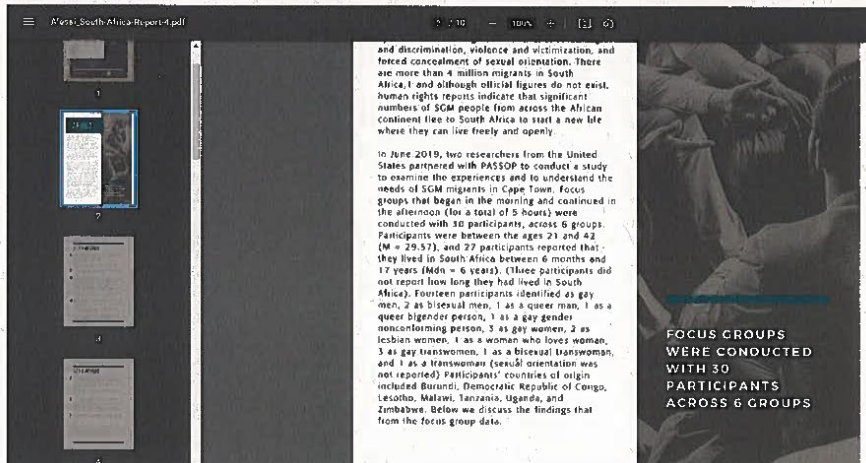 Alessi_South-Africa-Report-4.pdf
2 / 10
100%
1
2
3
and discrimination, violence and victimization, and
forced concealment of sexual orientation. There
are more than 4 million migrants in South
Africa,1 and although official figures do not exist,
human rights reports indicate that significant
numbers of SGM people from across the African
continent flee to South Africa to start a new life
where they can live freely and openly.
In June 2019, two researchers from the United
States partnered with PASSOP to conduct a study
to examine the experiences and to understand the
needs of SGM migrants in Cape Town. Focus
groups that began in the morning and continued in
the afternoon (for a total of 5 hours) were
conducted with 30 participants, across 6 groups.
Participants were between the ages 21 and 42
(M = 29.57), and 27 participants reported that
they lived in South Africa between 6 months and
17 years (Mdn = 6 years). (Three participants did
not report how long they had lived in South
Africa). Fourteen participants identified as gay
men, 2 as bisexual men, 1 as a queer man, 1 as a
queer bigender person, 1 as a gay gender
nonconforming person, 3 as gay women, 2 as
lesbian women, 1 as a woman who loves woman,
3 as gay transwomen, 1 as a bisexual transwoman,
and 1 as a transwoman (sexual orientation was
not reported) Participants' countries of origin
included Burundi, Democratic Republic of Congo,
Lesotho, Malawi, Tanzania, Uganda, and
Zimbabwe. Below we discuss the findings that
from the focus group data.
FOCUS GROUPS
WERE CONDUCTED
WITH 30
PARTICIPANTS
ACROSS 6 GROUPS